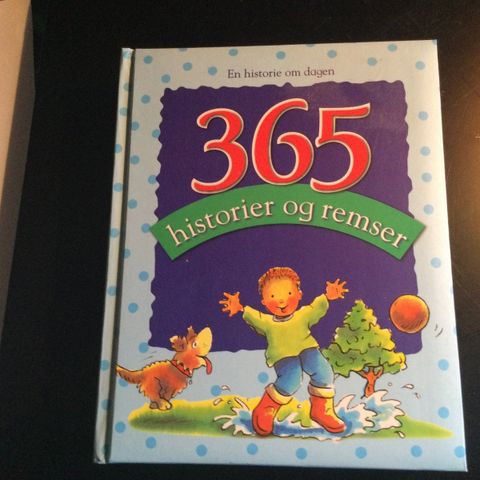 En historie om dagen
365
historier og remser